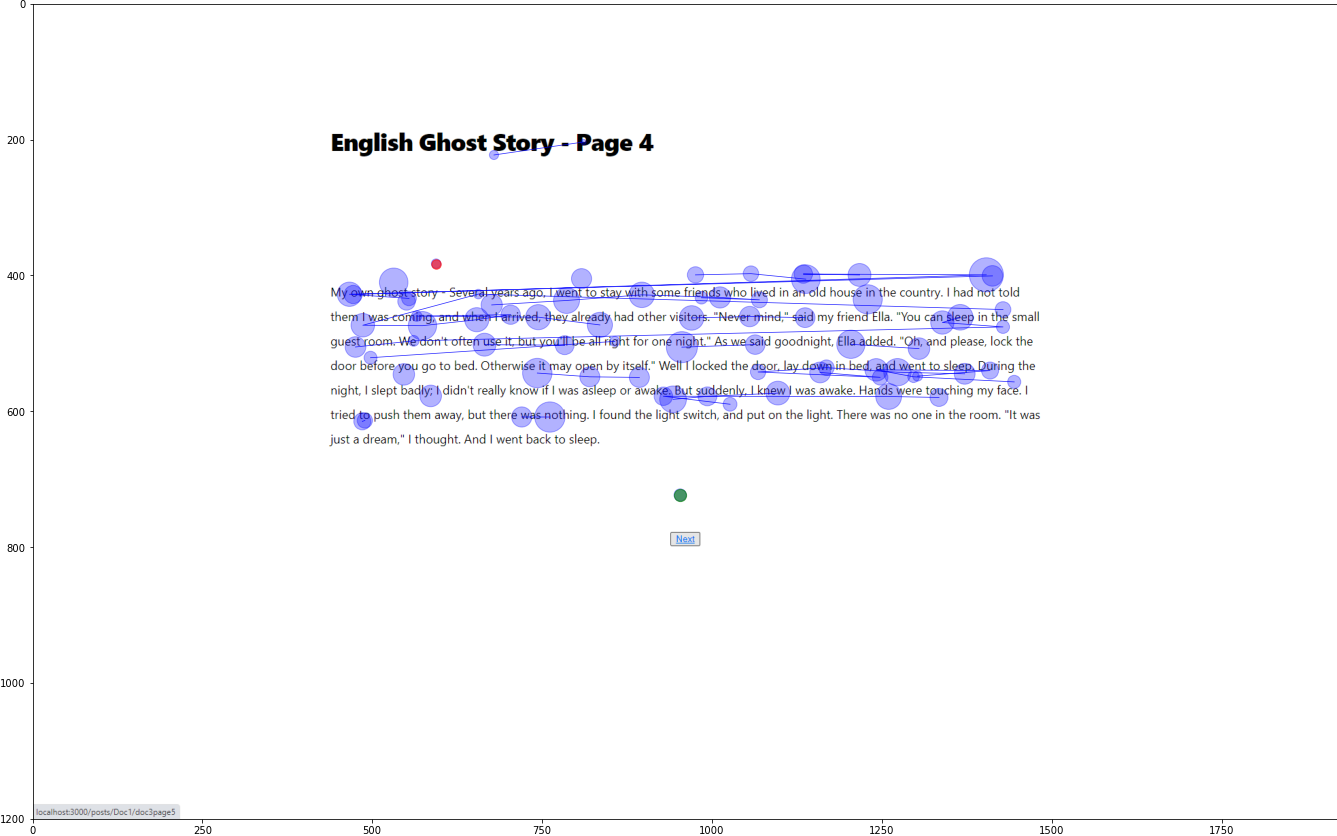 English Ghost Story - Page 4
My own ghost story - Several years ago, I went to stay with some friends who lived in an old house in the country. I had not told
them I was coming, and when I arrived, they already had other visitors. "Never mind," said my friend Ella. "You can sleep in the small
guest room. We don't often use it, but you'll be all right for one night." As we said goodnight, Ella added. "Oh, and please, lock the
door before you go to bed. Otherwise it may open by itself." Well I locked the door, lay down in bed, and went to sleep. During the
night, I slept badly; I didn't really know if I was asleep or awake. But suddenly, I knew I was awake. Hands were touching my face. I
tried to push them away, but there was nothing. I found the light switch, and put on the light. There was no one in the room. "It was
just a dream," I thought. And I went back to sleep.
Next
localhost:3000/posts/Doc1/doc3page5
0
200
400
600
800
1000
1200
0 250 500 750 1000 1250 1500 1750